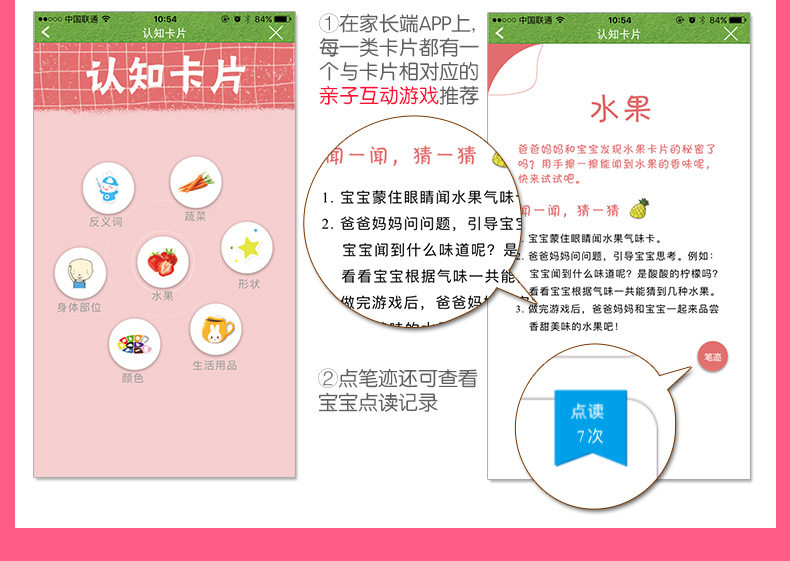 中国联通 10:54 84%
认知卡片
认知卡片
反义词
蔬菜
身体部位
水果
形状
颜色
生活用品
①在家长端APP上,
每一类卡片都有一
个与卡片相对应的
亲子互动游戏推荐
闻一闻，猜一猜
1. 宝宝蒙住眼睛闻水果气味
2. 爸爸妈妈问问题，引导宝宝
宝宝闻到什么味道呢？是
看看宝宝根据气味一共能
做完游戏后，爸爸妈
②点笔迹还可查看
宝宝点读记录
中国联通 10:54 84%
认知卡片
水果
爸爸妈妈和宝宝发现水果卡片的秘密了
吗？用手擦一擦能闻到水果的香味呢，
快来试试吧。
闻一闻，猜一猜
宝宝蒙住眼睛闻水果气味卡。
爸爸妈妈问问题，引导宝宝思考。例如：
宝宝闻到什么味道呢？是酸酸的柠檬吗？
看看宝宝根据气味一共能猜到几种水果。
3. 做完游戏后，爸爸妈妈和宝宝一起来品尝
香甜美味的水果吧！
笔迹
点读
7次